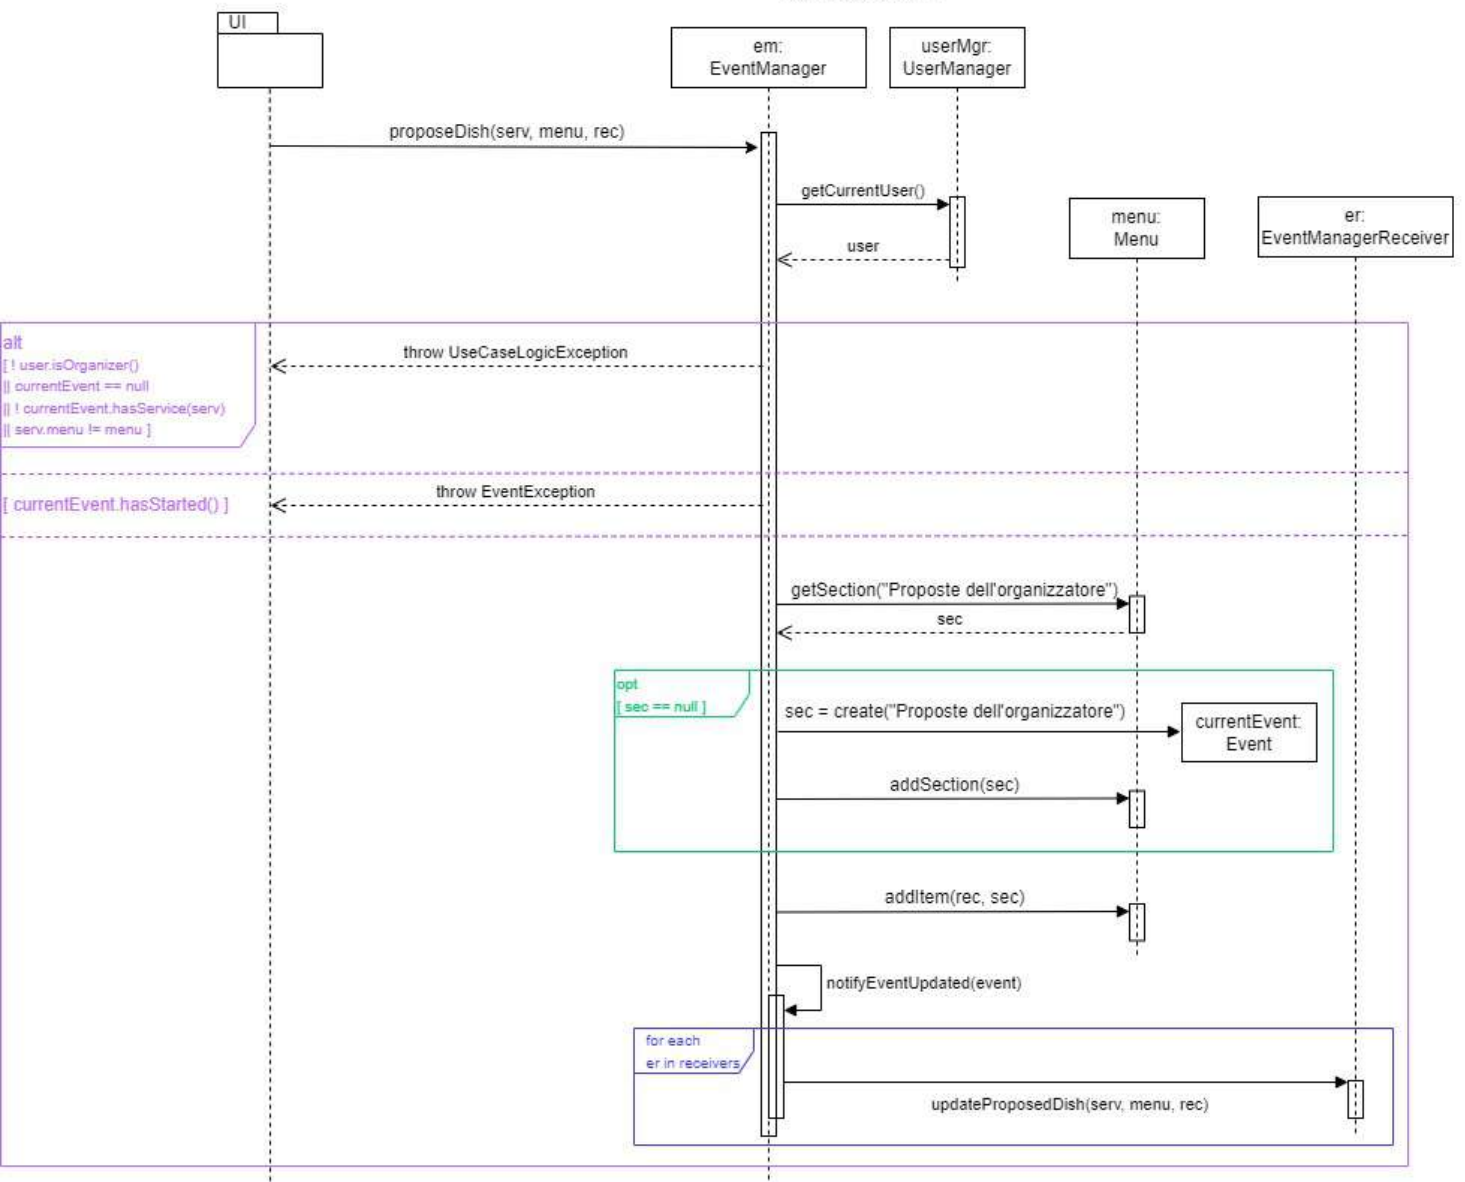 UI
em:
EventManager
userMgr:
UserManager
proposeDish(serv, menu, rec)
getCurrentUser()
user
menu:
Menu
er:
EventManagerReceiver
alt
[ ! user.isOrganizer()
|| currentEvent == null
|| ! currentEvent.hasService(serv)
|| serv.menu != menu ]
throw UseCaseLogicException
[ currentEvent.hasStarted() ]
throw EventException
getSection("Proposte dell'organizzatore")
sec
opt
[ sec == null ]
sec = create("Proposte dell'organizzatore")
currentEvent:
Event
addSection(sec)
addItem(rec, sec)
notifyEventUpdated(event)
for each
er in receivers
updateProposedDish(serv, menu, rec)